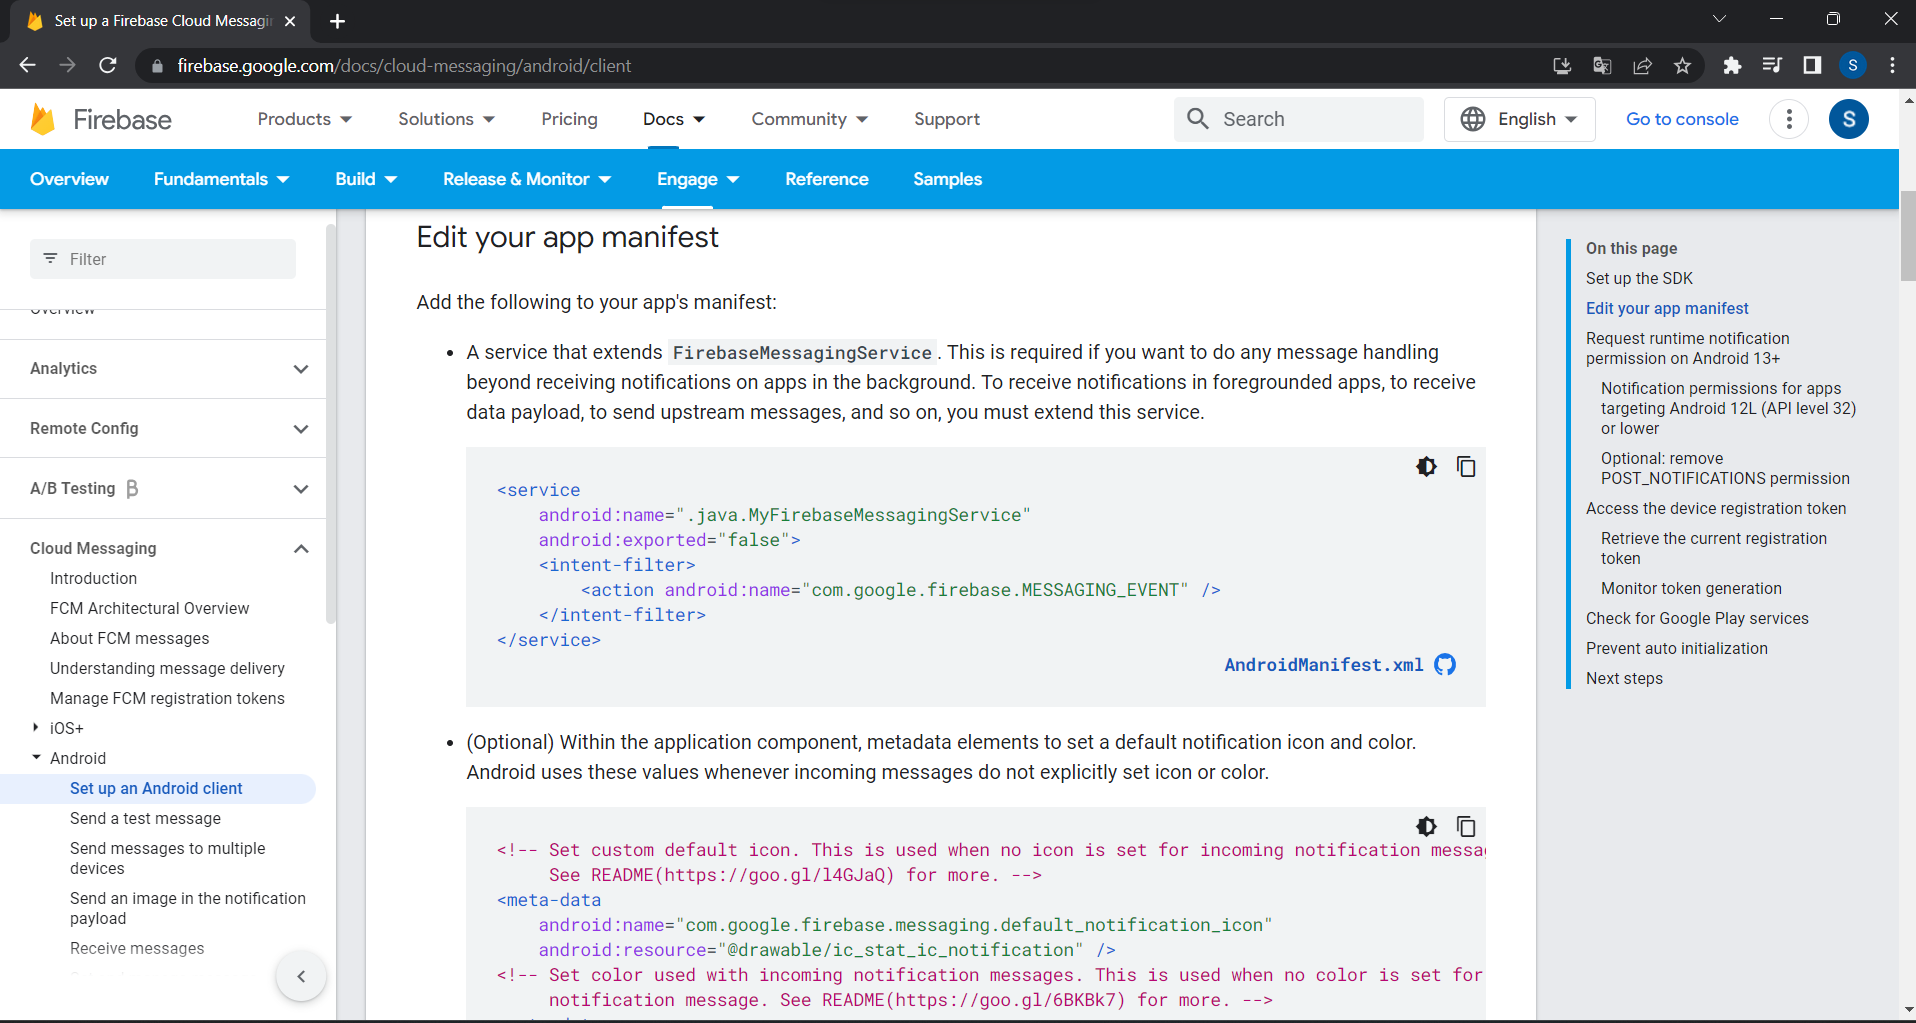 Set up a Firebase Cloud Messagin
firebase.google.com/docs/cloud-messaging/android/client
S
Firebase
Products
Solutions
Pricing
Docs
Community
Support
Search
English
Go to console
S
Overview
Fundamentals
Build
Release & Monitor
Engage
Reference
Samples
Filter
Overview
Analytics
Remote Config
A/B Testing β
Cloud Messaging
Introduction
FCM Architectural Overview
About FCM messages
Understanding message delivery
Manage FCM registration tokens
iOS+
Android
Set up an Android client
Send a test message
Send messages to multiple
devices
Send an image in the notification
payload
Receive messages
Edit your app manifest
Add the following to your app's manifest:
• A service that extends FirebaseMessagingService . This is required if you want to do any message handling
beyond receiving notifications on apps in the background. To receive notifications in foregrounded apps, to receive
data payload, to send upstream messages, and so on, you must extend this service.
<service
    android:name=".java.MyFirebaseMessagingService"
    android:exported="false">
    <intent-filter>
        <action android:name="com.google.firebase.MESSAGING_EVENT" />
    </intent-filter>
</service>
AndroidManifest.xml
• (Optional) Within the application component, metadata elements to set a default notification icon and color.
Android uses these values whenever incoming messages do not explicitly set icon or color.
<!-- Set custom default icon. This is used when no icon is set for incoming notification messag
     See README(https://goo.gl/l4GJaQ) for more. -->
<meta-data
    android:name="com.google.firebase.messaging.default_notification_icon"
    android:resource="@drawable/ic_stat_ic_notification" />
<!-- Set color used with incoming notification messages. This is used when no color is set for
     notification message. See README(https://goo.gl/6BKBk7) for more. -->
On this page
Set up the SDK
Edit your app manifest
Request runtime notification
permission on Android 13+
Notification permissions for apps
targeting Android 12L (API level 32)
or lower
Optional: remove
POST_NOTIFICATIONS permission
Access the device registration token
Retrieve the current registration
token
Monitor token generation
Check for Google Play services
Prevent auto initialization
Next steps